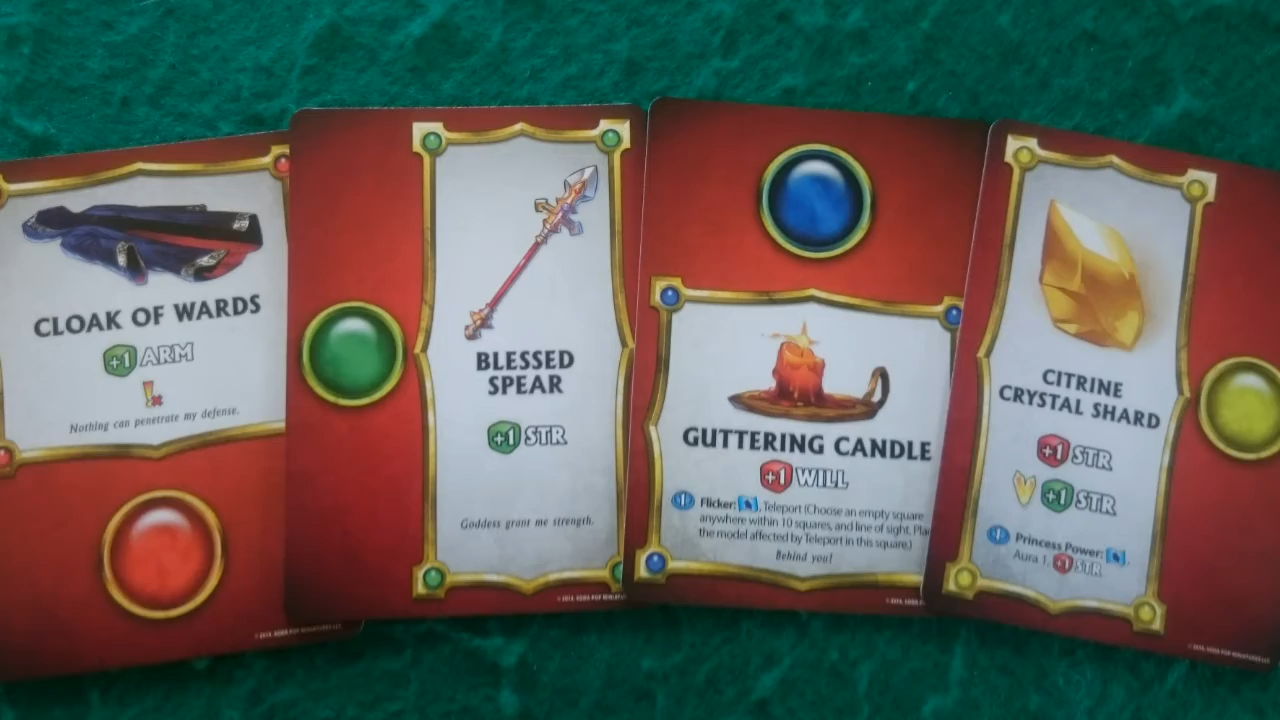 CLOAK OF WARDS
+1 ARM
Nothing can penetrate my defense.
BLESSED
SPEAR
+1 STR
Goddess grant me strength.
GUTTERING CANDLE
+1 WILL
-1 Flicker: , Teleport (Choose an empty square
anywhere within 10 squares, and line of sight. Pla
the model affected by Teleport in this square.)
Behind you!
CITRINE
CRYSTAL SHARD
+1 STR
+1 STR
-1 Princess Power: ,
Aura 1, +1 STR